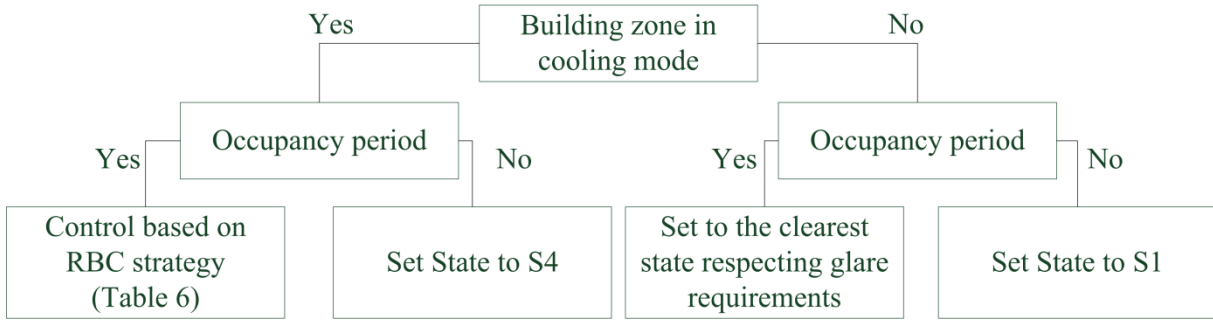 Yes
Building zone in
cooling mode
No
Occupancy period
Occupancy period
Yes
No
Yes
No
Control based on
RBC strategy
(Table 6)
Set State to S4
Set to the clearest
state respecting glare
requirements
Set State to S1